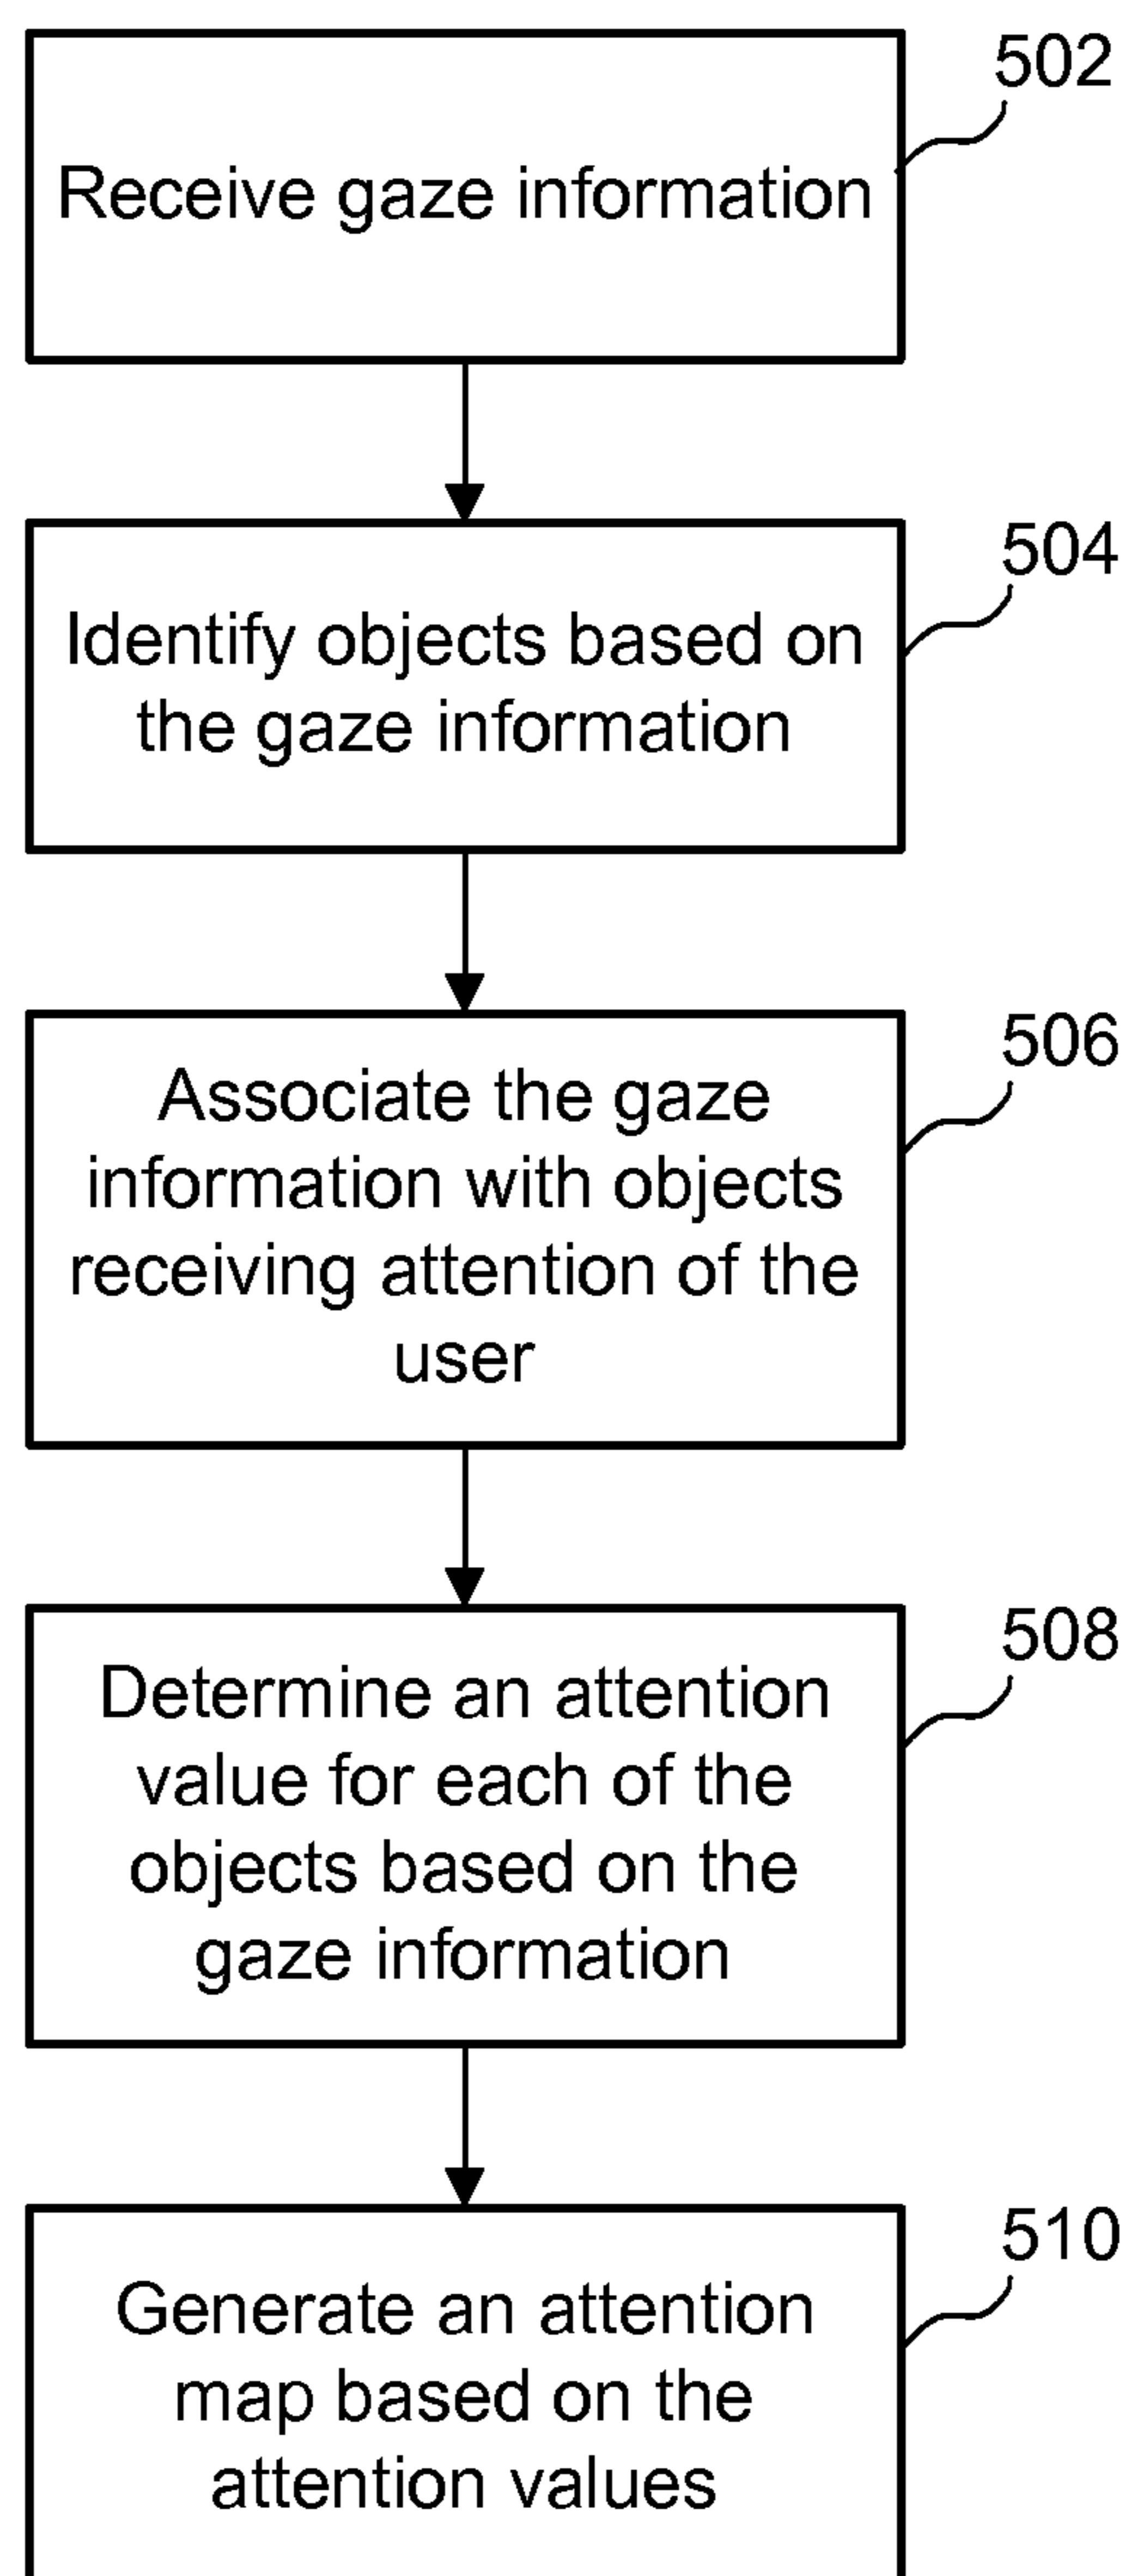 502
Receive gaze information
504
Identify objects based on
the gaze information
506
Associate the gaze
information with objects
receiving attention of the
user
508
Determine an attention
value for each of the
objects based on the
gaze information
510
Generate an attention
map based on the
attention values